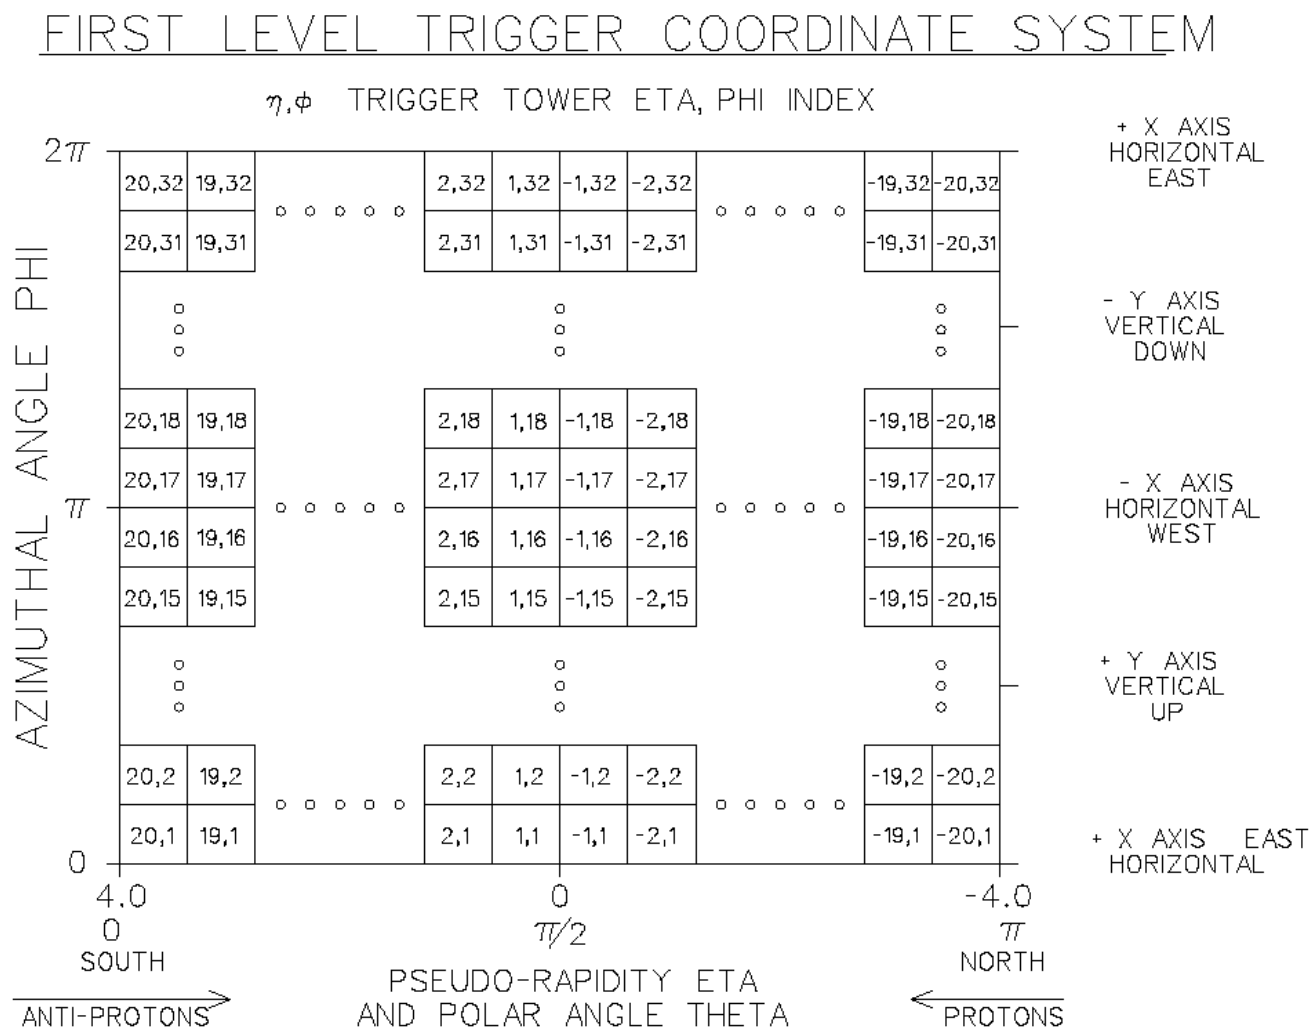 FIRST LEVEL TRIGGER COORDINATE SYSTEM
η,ϕ TRIGGER TOWER ETA, PHI INDEX
+ X AXIS
HORIZONTAL
EAST
2π
20,32 19,32 2,32 1,32 -1,32 -2,32 -19,32 -20,32
20,31 19,31 2,31 1,31 -1,31 -2,31 -19,31 -20,31
- Y AXIS
VERTICAL
DOWN
AZIMUTHAL ANGLE PHI
20,18 19,18 2,18 1,18 -1,18 -2,18 -19,18 -20,18
20,17 19,17 2,17 1,17 -1,17 -2,17 -19,17 -20,17
π
- X AXIS
HORIZONTAL
WEST
20,16 19,16 2,16 1,16 -1,16 -2,16 -19,16 -20,16
20,15 19,15 2,15 1,15 -1,15 -2,15 -19,15 -20,15
+ Y AXIS
VERTICAL
UP
20,2 19,2 2,2 1,2 -1,2 -2,2 -19,2 -20,2
20,1 19,1 2,1 1,1 -1,1 -2,1 -19,1 -20,1
+ X AXIS EAST
HORIZONTAL
0
4.0 0 -4.0
0 π/2 π
SOUTH NORTH
PSEUDO-RAPIDITY ETA
AND POLAR ANGLE THETA
ANTI-PROTONS PROTONS